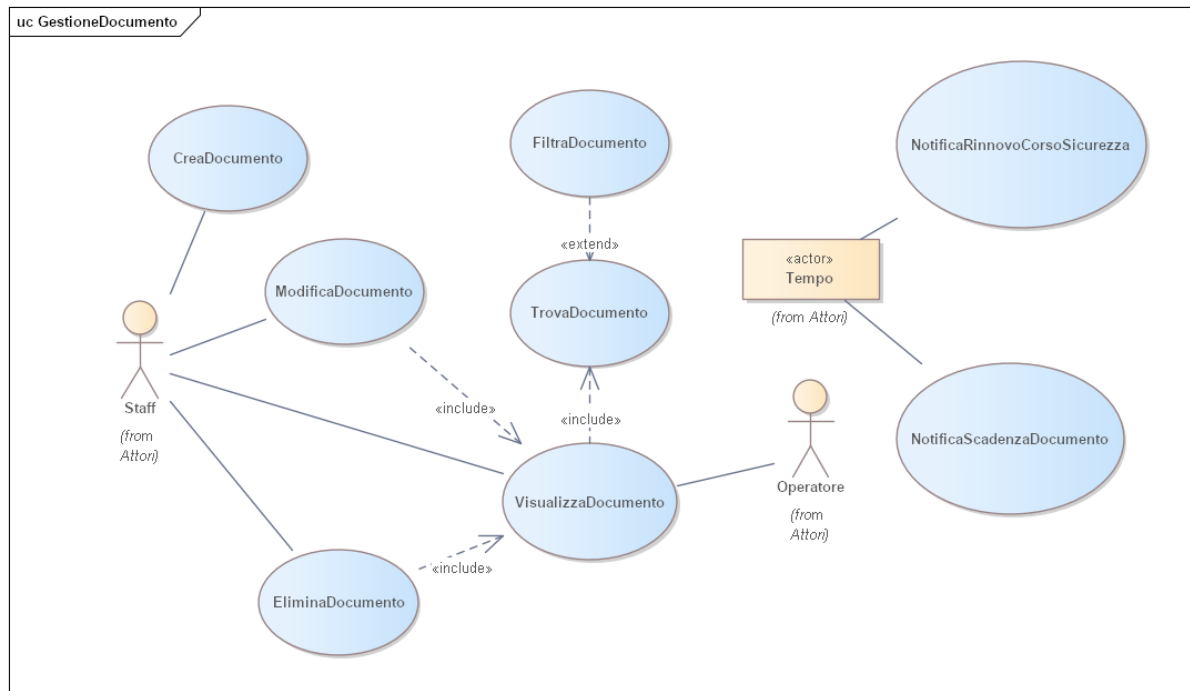 uc GestioneDocumento
CreaDocumento
FiltraDocumento
NotificaRinnovoCorsoSicurezza
«extend»
«actor»
Tempo
(from Attori)
ModificaDocumento
TrovaDocumento
Staff
(from
Attori)
«include»
«include»
NotificaScadenzaDocumento
Operatore
(from
Attori)
VisualizzaDocumento
«include»
EliminaDocumento